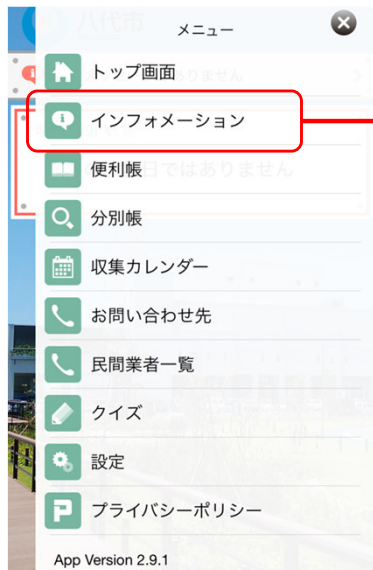 八代市
メニュー
トップ画面
インフォメーション
便利帳
日ではありません
分別帳
収集カレンダー
お問い合わせ先
民間業者一覧
クイズ
設定
プライバシーポリシー
App Version 2.9.1